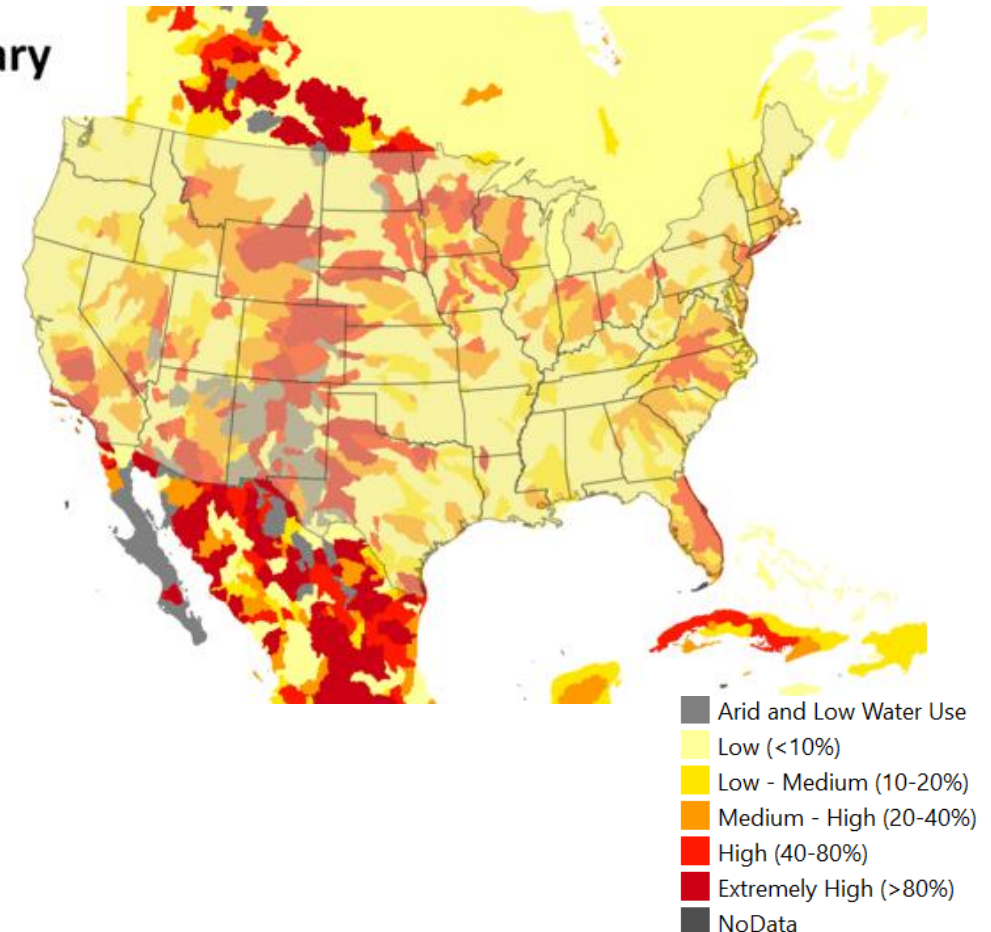 ary
Arid and Low Water Use
Low (<10%)
Low - Medium (10-20%)
Medium - High (20-40%)
High (40-80%)
Extremely High (>80%)
NoData